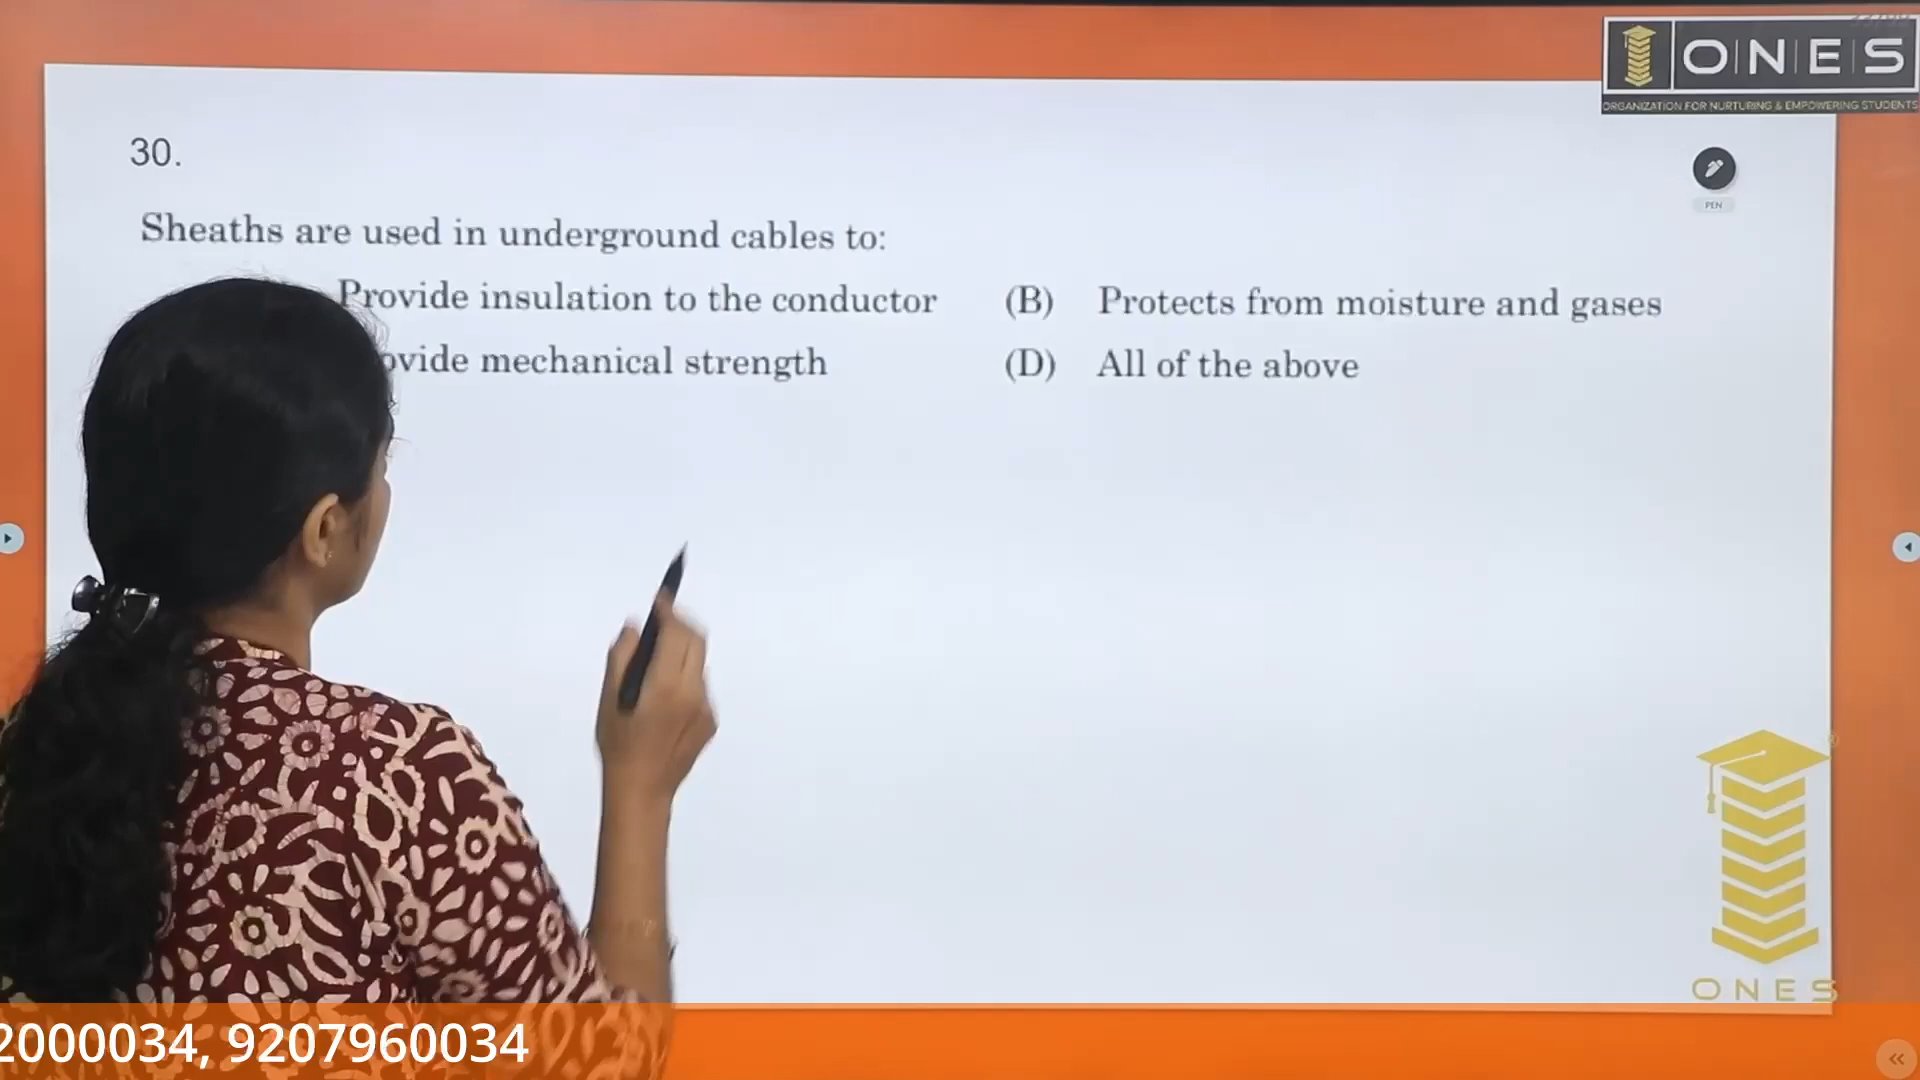 ONES
ORGANIZATION FOR NURTURING & EMPOWERING STUDENTS
30.
PEN
Sheaths are used in underground cables to:
Provide insulation to the conductor (B) Protects from moisture and gases
mechanical strength (D) All of the above
ONES
2000034, 9207960034